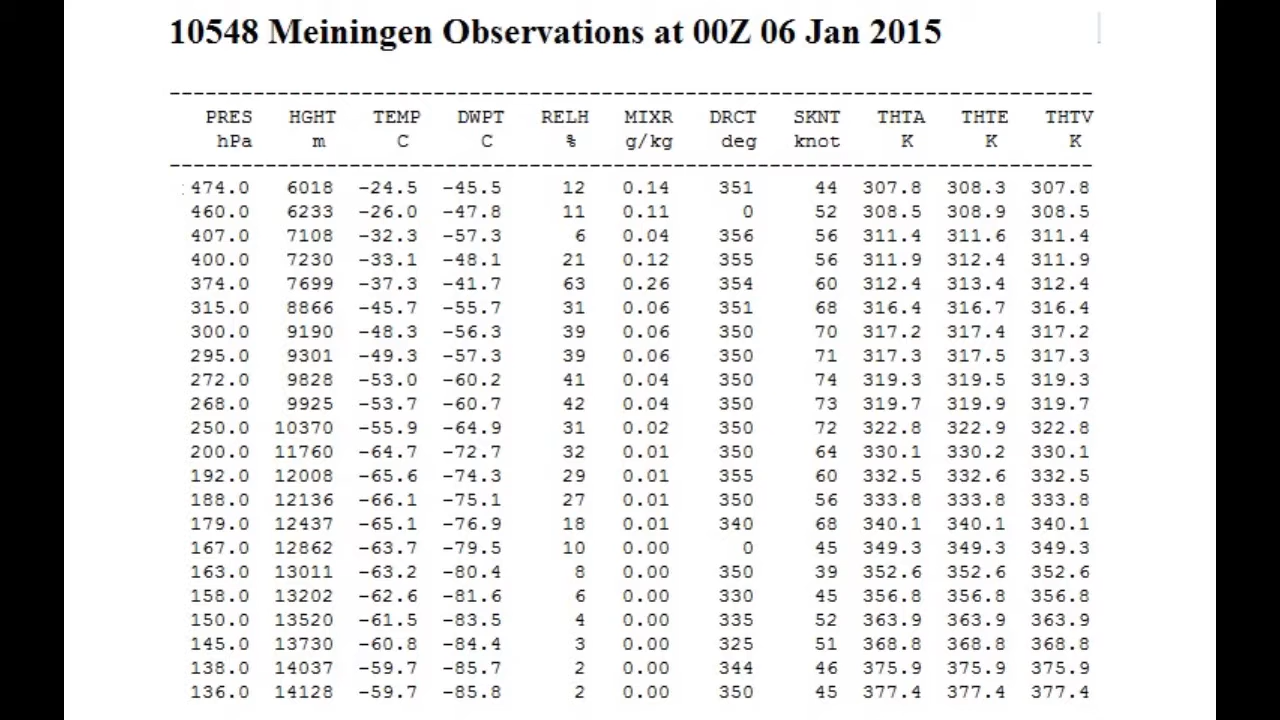 10548 Meiningen Observations at 00Z 06 Jan 2015
-----------------------------------------------------------------------------
PRES HGHT TEMP DWPT RELH MIXR DRCT SKNT THTA THTE THTV
hPa m C C % g/kg deg knot K K K
-----------------------------------------------------------------------------
474.0 6018 -24.5 -45.5 12 0.14 351 44 307.8 308.3 307.8
460.0 6233 -26.0 -47.8 11 0.11 0 52 308.5 308.9 308.5
407.0 7108 -32.3 -57.3 6 0.04 356 56 311.4 311.6 311.4
400.0 7230 -33.1 -48.1 21 0.12 355 56 311.9 312.4 311.9
374.0 7699 -37.3 -41.7 63 0.26 354 60 312.4 313.4 312.4
315.0 8866 -45.7 -55.7 31 0.06 351 68 316.4 316.7 316.4
300.0 9190 -48.3 -56.3 39 0.06 350 70 317.2 317.4 317.2
295.0 9301 -49.3 -57.3 39 0.06 350 71 317.3 317.5 317.3
272.0 9828 -53.0 -60.2 41 0.04 350 74 319.3 319.5 319.3
268.0 9925 -53.7 -60.7 42 0.04 350 73 319.7 319.9 319.7
250.0 10370 -55.9 -64.9 31 0.02 350 72 322.8 322.9 322.8
200.0 11760 -64.7 -72.7 32 0.01 350 64 330.1 330.2 330.1
192.0 12008 -65.6 -74.3 29 0.01 355 60 332.5 332.6 332.5
188.0 12136 -66.1 -75.1 27 0.01 350 56 333.8 333.8 333.8
179.0 12437 -65.1 -76.9 18 0.01 340 68 340.1 340.1 340.1
167.0 12862 -63.7 -79.5 10 0.00 0 45 349.3 349.3 349.3
163.0 13011 -63.2 -80.4 8 0.00 350 39 352.6 352.6 352.6
158.0 13202 -62.6 -81.6 6 0.00 330 45 356.8 356.8 356.8
150.0 13520 -61.5 -83.5 4 0.00 335 52 363.9 363.9 363.9
145.0 13730 -60.8 -84.4 3 0.00 325 51 368.8 368.8 368.8
138.0 14037 -59.7 -85.7 2 0.00 344 46 375.9 375.9 375.9
136.0 14128 -59.7 -85.8 2 0.00 350 45 377.4 377.4 377.4